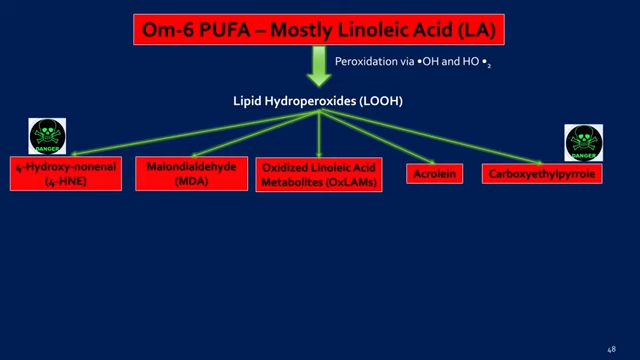 Om-6 PUFA – Mostly Linoleic Acid (LA)
Peroxidation via •OH and HO •₂
Lipid Hydroperoxides (LOOH)
DANGER
DANGER
4-Hydroxy-nonenal
(4-HNE)
Malondialdehyde
(MDA)
Oxidized Linoleic Acid
Metabolites (OxLAMs)
Acrolein
Carboxyethylpyrrole
48